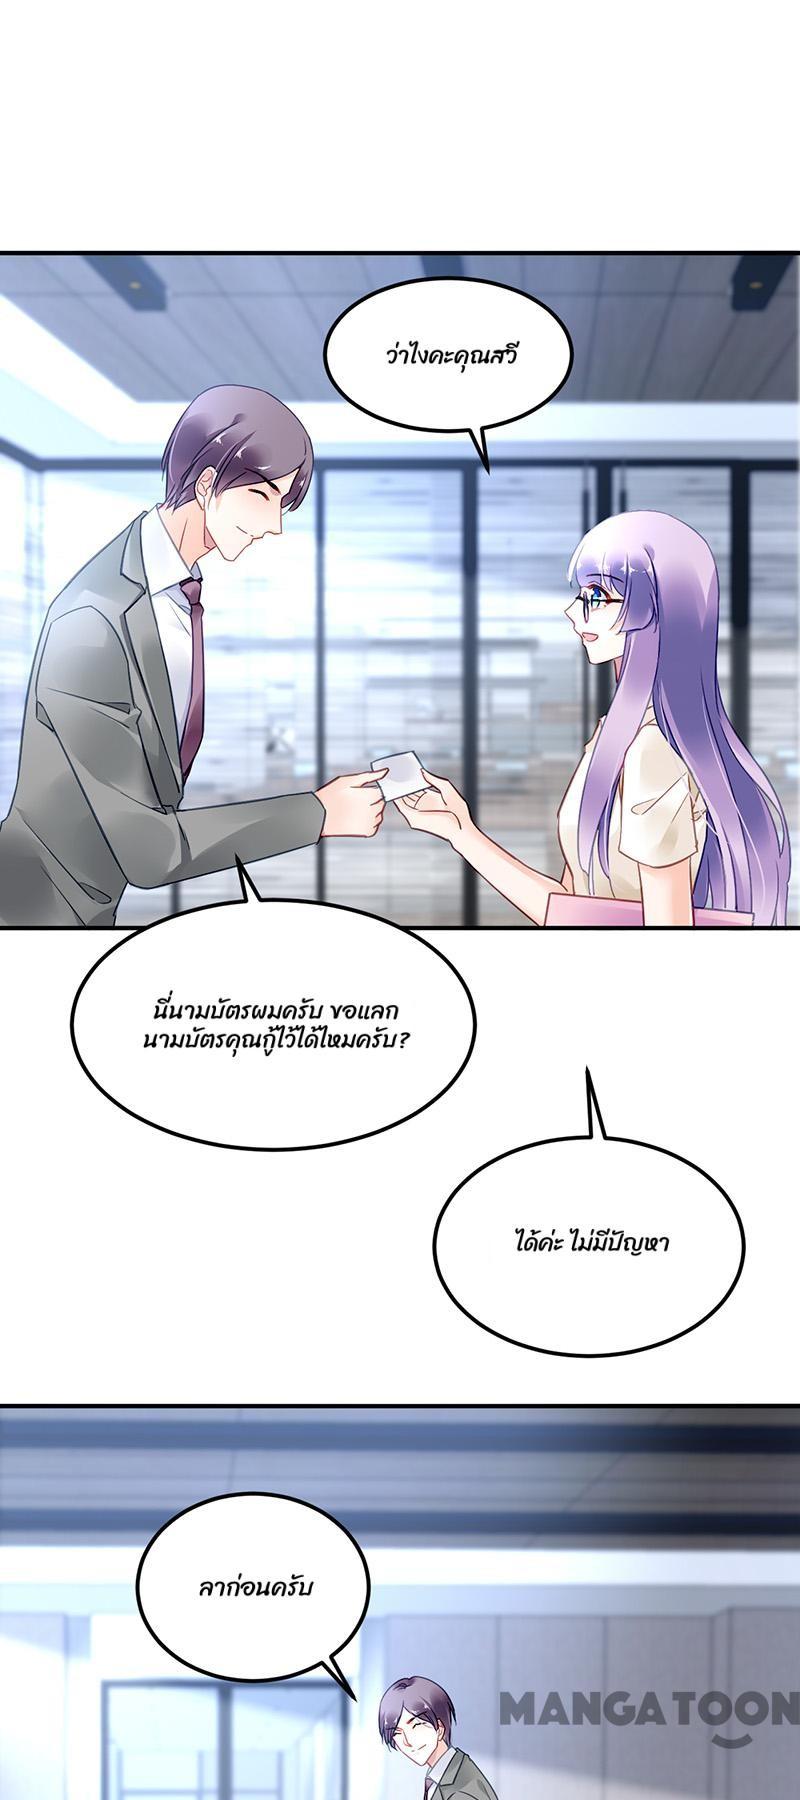 ว่าไงคะคุณสวี
นี่นามบัตรผมครับ ขอแลก
นามบัตรคุณกู้ไว้ได้ไหมครับ?
ได้ค่ะ ไม่มีปัญหา
ลาก่อนครับ
MANGATOON